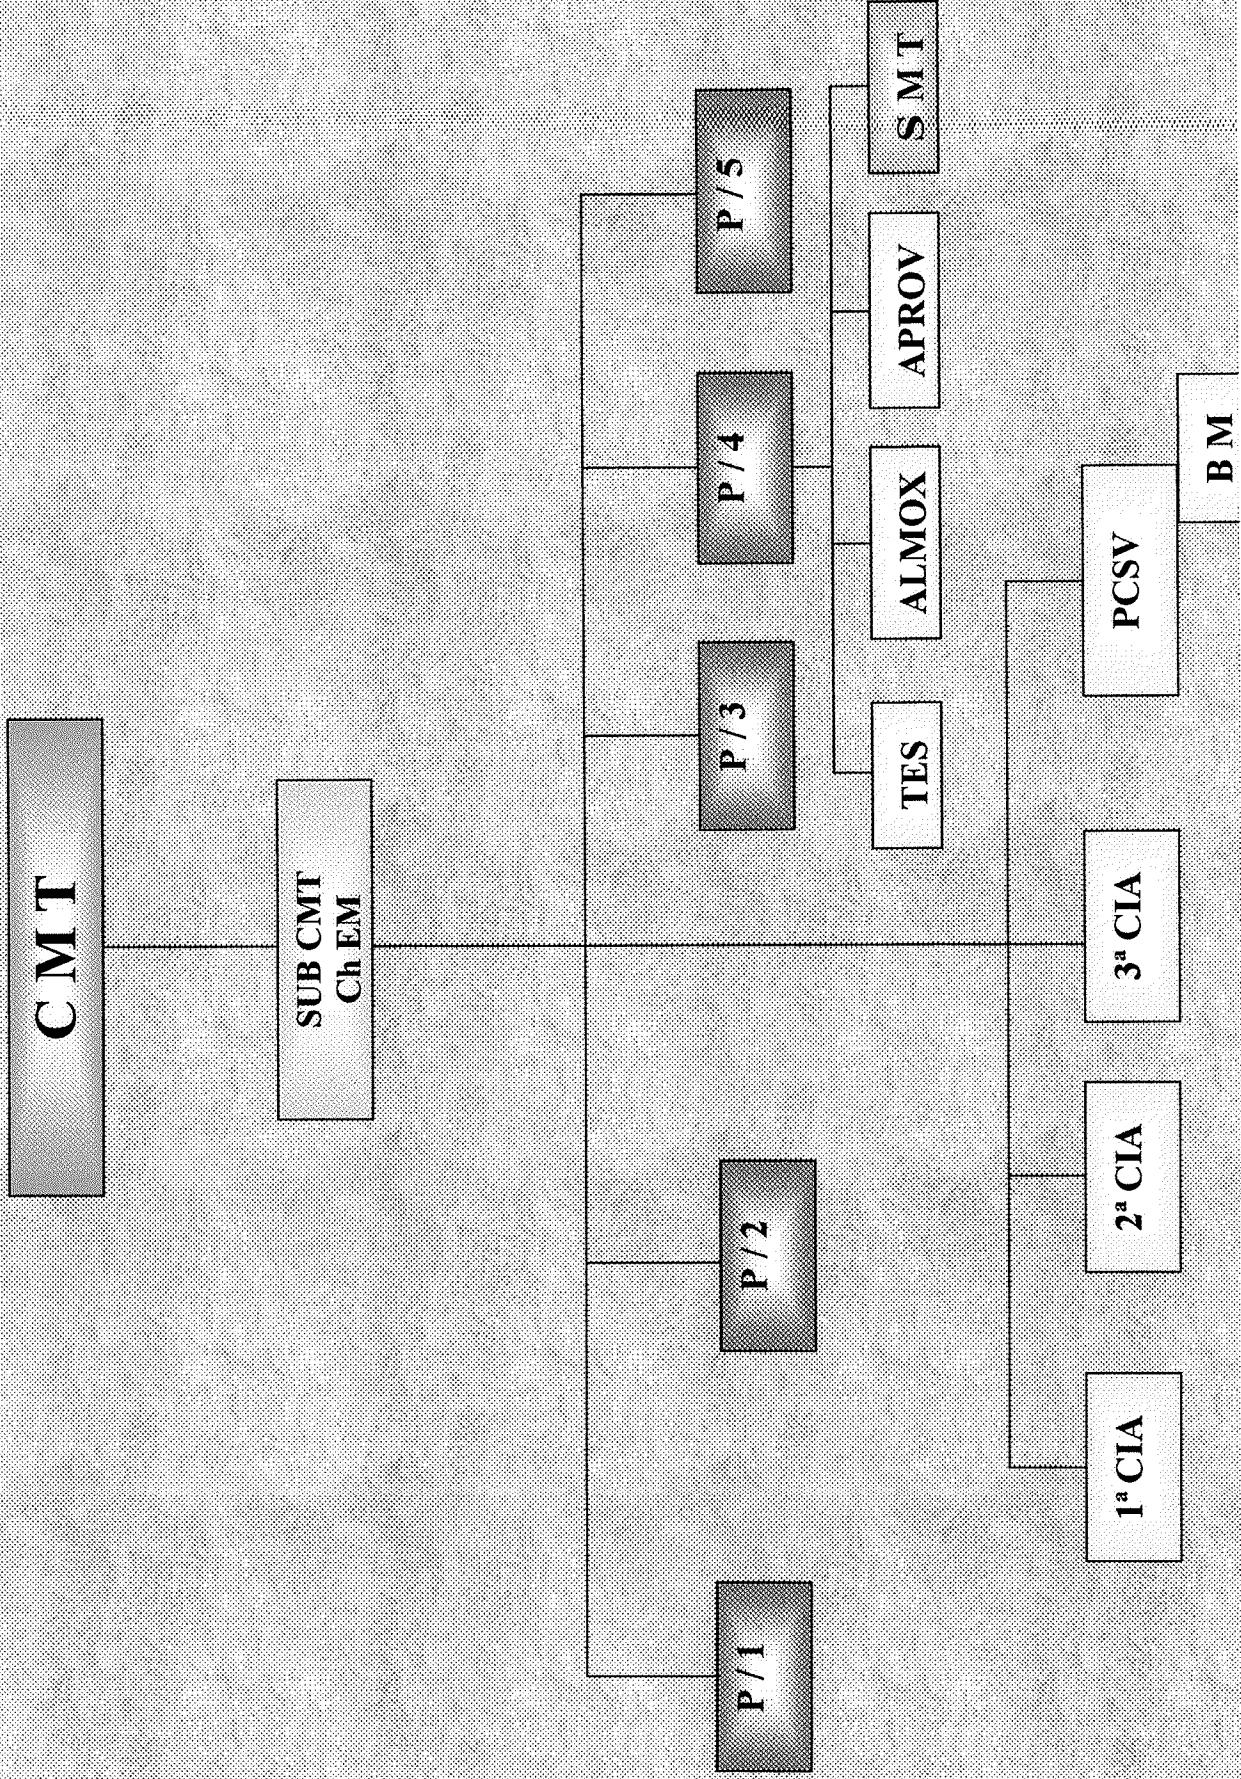 C M T
SUB CMT
Ch EM
P / 1
P / 2
P / 3
P / 4
P / 5
TES
ALMOX
APROV
S M T
1ª CIA
2ª CIA
3ª CIA
PCSV
B M